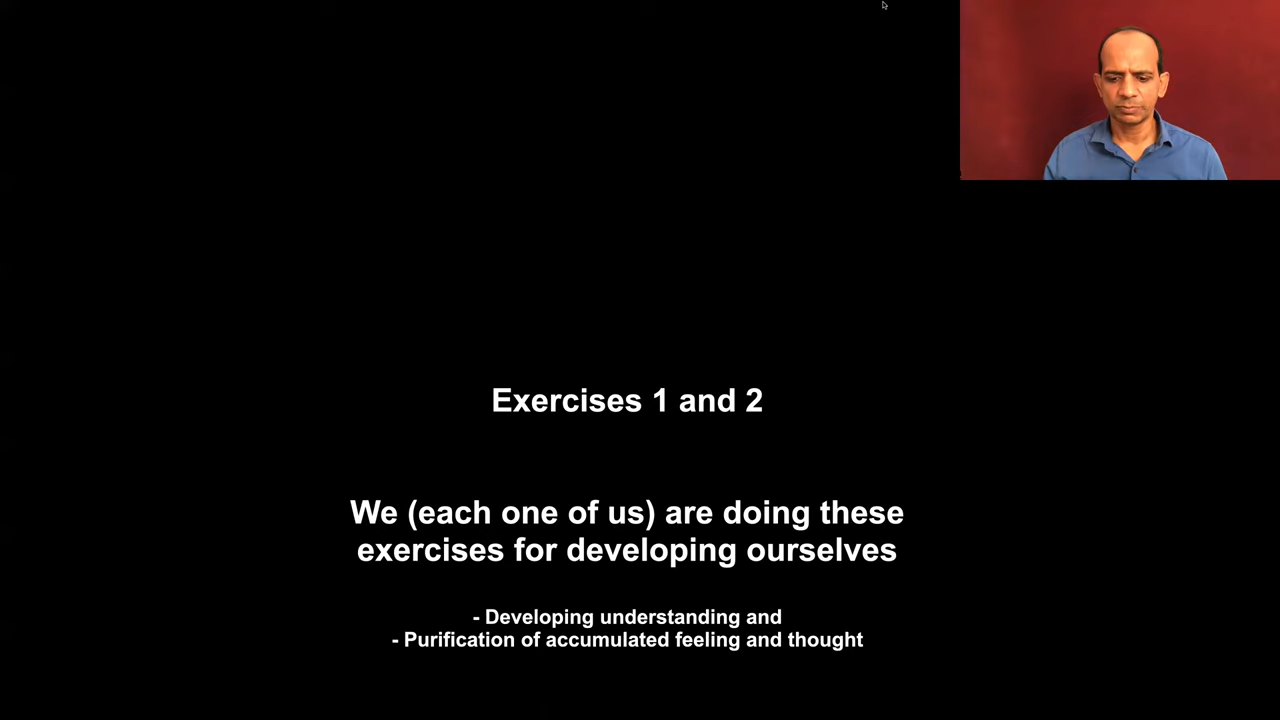 Exercises 1 and 2
We (each one of us) are doing these
exercises for developing ourselves
- Developing understanding and
- Purification of accumulated feeling and thought